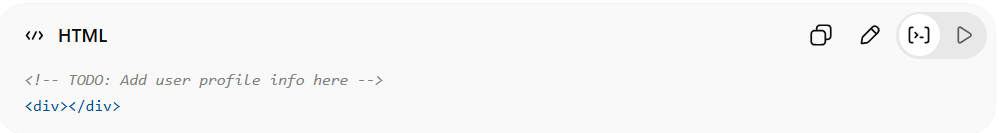 HTML
<!-- TODO: Add user profile info here -->
<div></div>